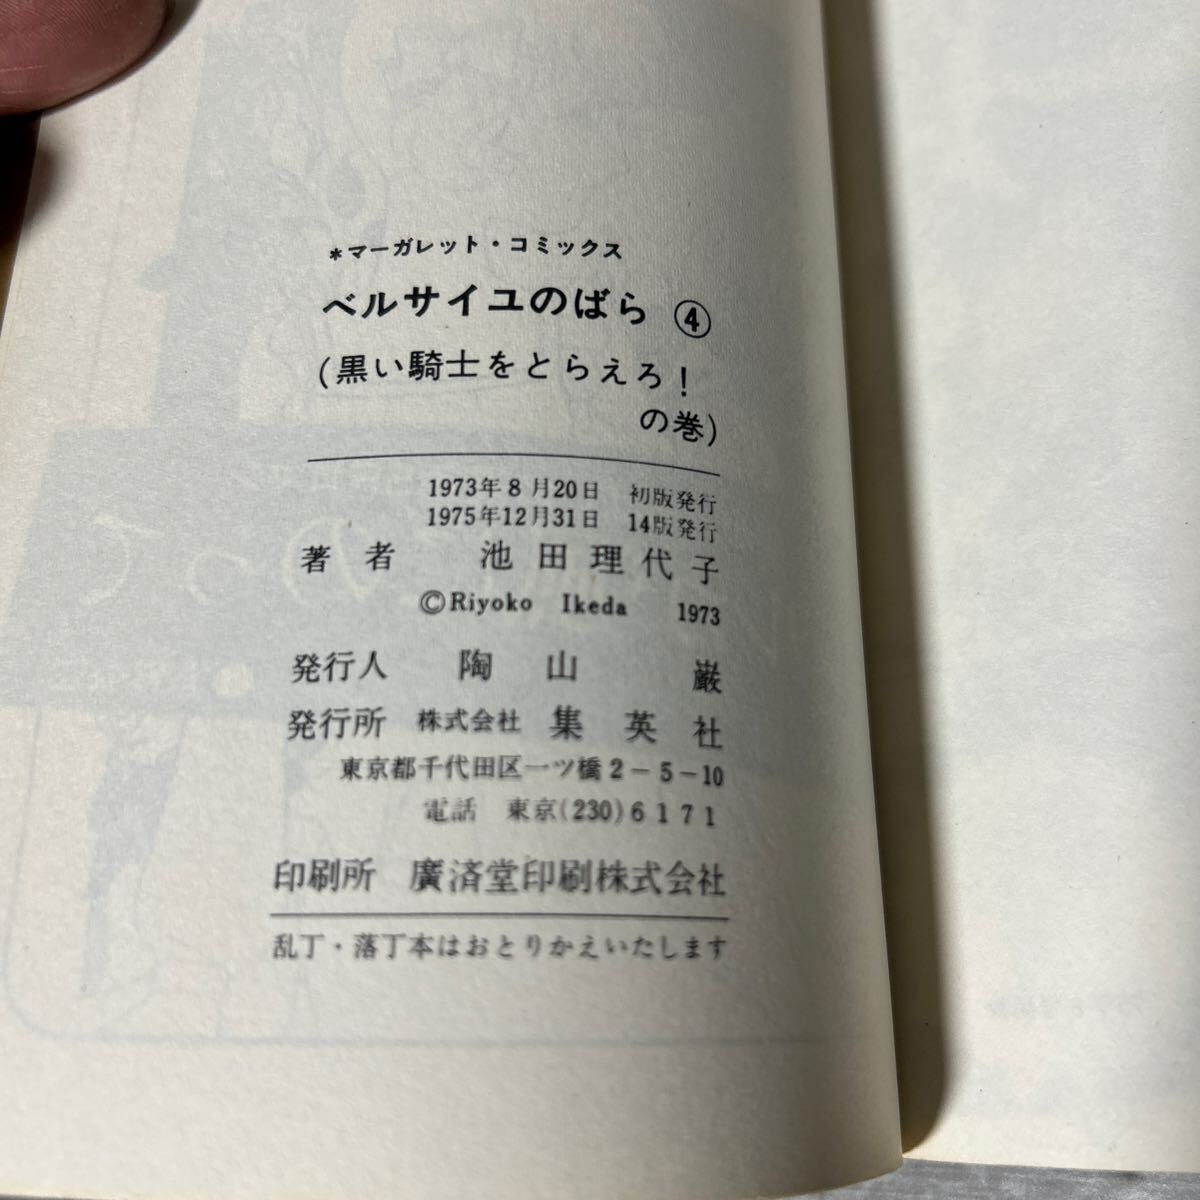 *マーガレット・コミックス
ベルサイユのばら ④
(黒い騎士をとらえろ!
の巻)
1973年8月20日 初版発行
1975年12月31日 14版発行
著者 池田理代子
©Riyoko Ikeda 1973
発行人 陶山 巌
発行所 株式会社 集英社
東京都千代田区一ツ橋2-5-10
電話 東京(230)6171
印刷所 廣済堂印刷株式会社
乱丁・落丁本はおとりかえいたします